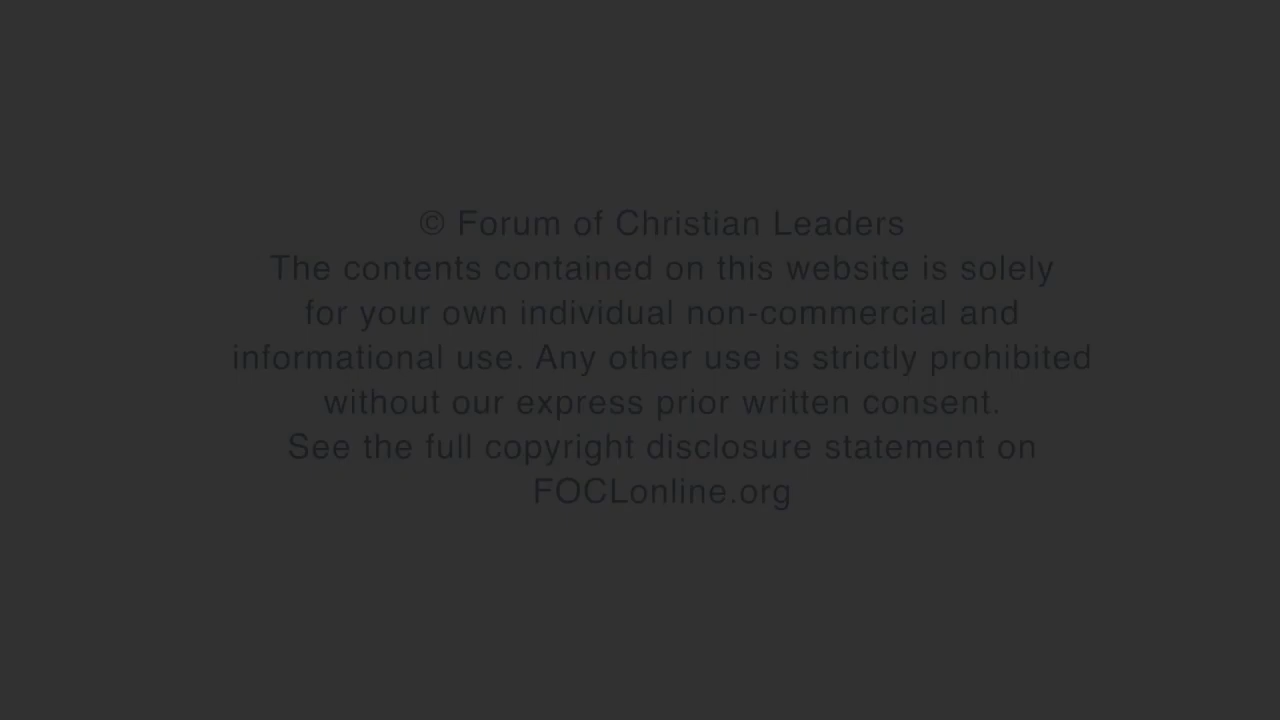 © Forum of Christian Leaders
The contents contained on this website is solely
for your own individual non-commercial and
informational use. Any other use is strictly prohibited
without our express prior written consent.
See the full copyright disclosure statement on
FOCLonline.org